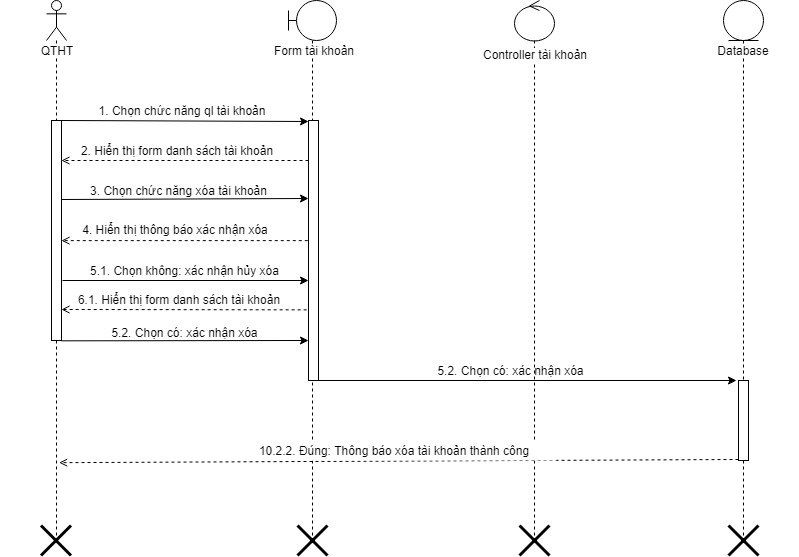 QTHT
Form tài khoản
Controller tài khoản
Database
1. Chọn chức năng ql tài khoản
2. Hiển thị form danh sách tài khoản
3. Chọn chức năng xóa tài khoản
4. Hiển thị thông báo xác nhận xóa
5.1. Chọn không: xác nhận hủy xóa
6.1. Hiển thị form danh sách tài khoản
5.2. Chọn có: xác nhận xóa
5.2. Chọn có: xác nhận xóa
10.2.2. Đúng: Thông báo xóa tài khoản thành công